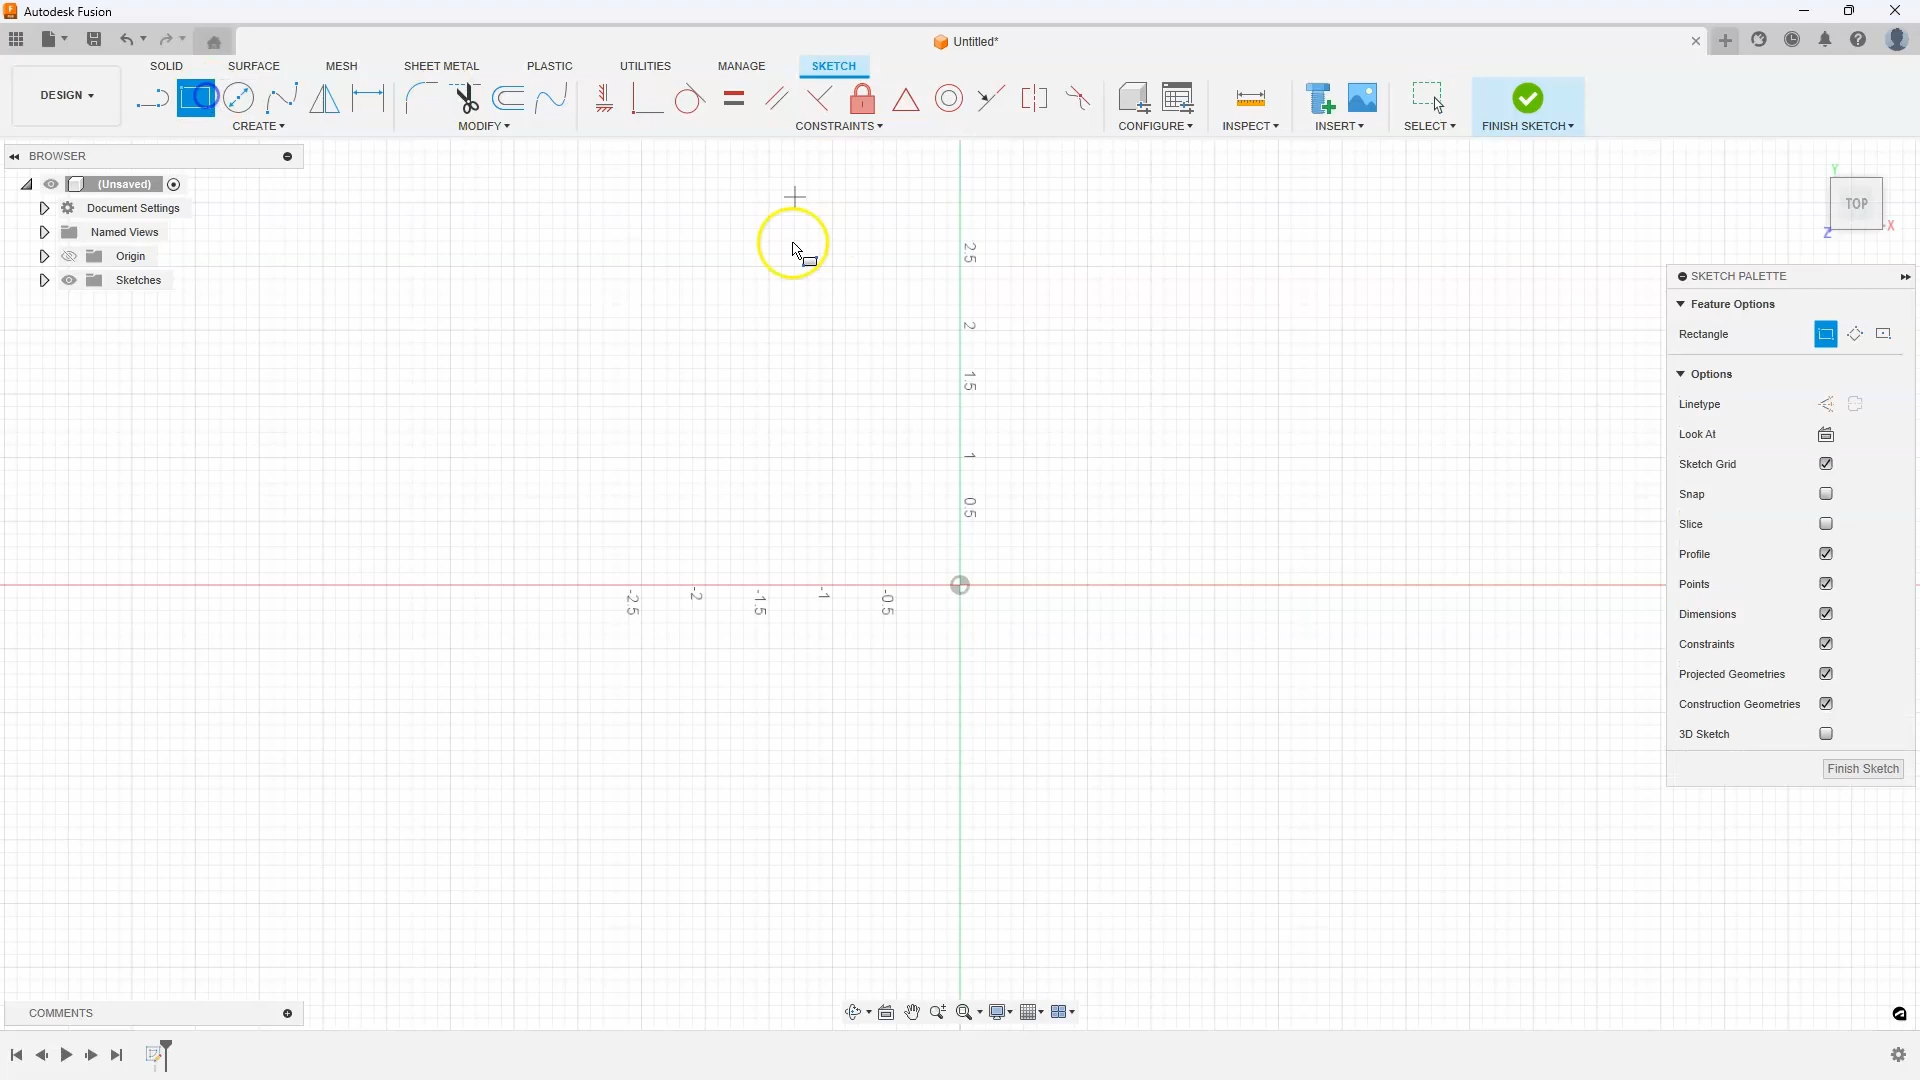 Autodesk Fusion
Untitled*
SOLID SURFACE MESH SHEET METAL PLASTIC UTILITIES MANAGE SKETCH
DESIGN
CREATE MODIFY CONSTRAINTS CONFIGURE INSPECT INSERT SELECT FINISH SKETCH
BROWSER
(Unsaved)
Document Settings
Named Views
Origin
Sketches
2.5
2
1.5
1
0.5
-2.5
-2
-1.5
-1
-0.5
Y
TOP
X
Z
SKETCH PALETTE
Feature Options
Rectangle
Options
Linetype
Look At
Sketch Grid
Snap
Slice
Profile
Points
Dimensions
Constraints
Projected Geometries
Construction Geometries
3D Sketch
Finish Sketch
COMMENTS